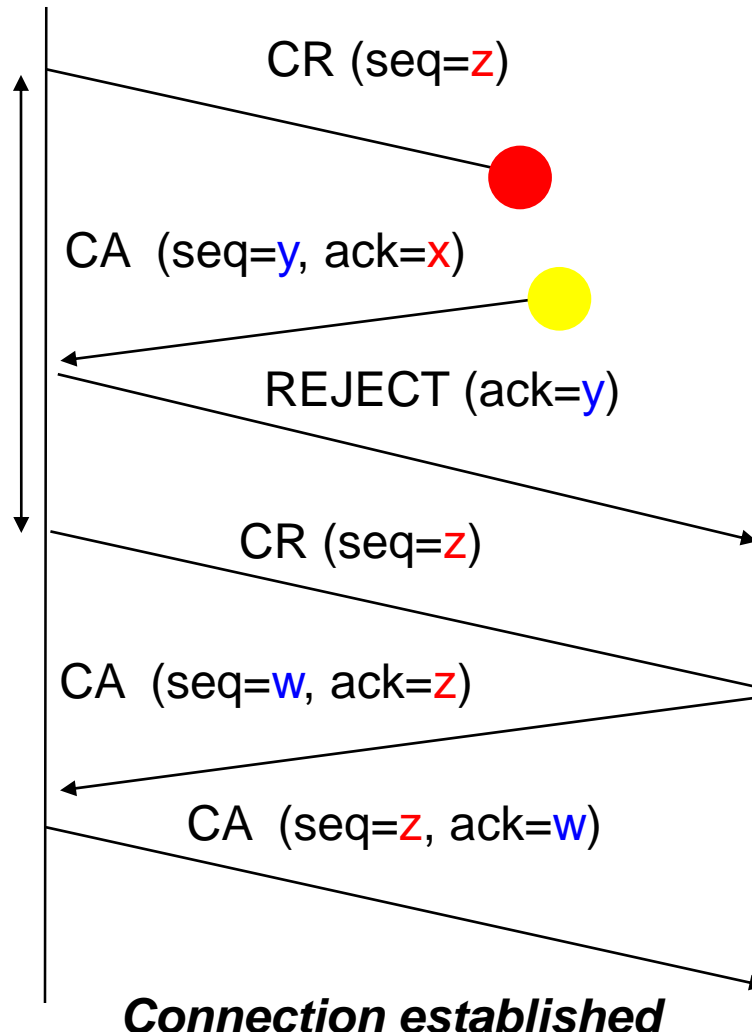 CR (seq=z)
CA (seq=y, ack=x)
REJECT (ack=y)
CR (seq=z)
CA (seq=w, ack=z)
CA (seq=z, ack=w)
Connection established